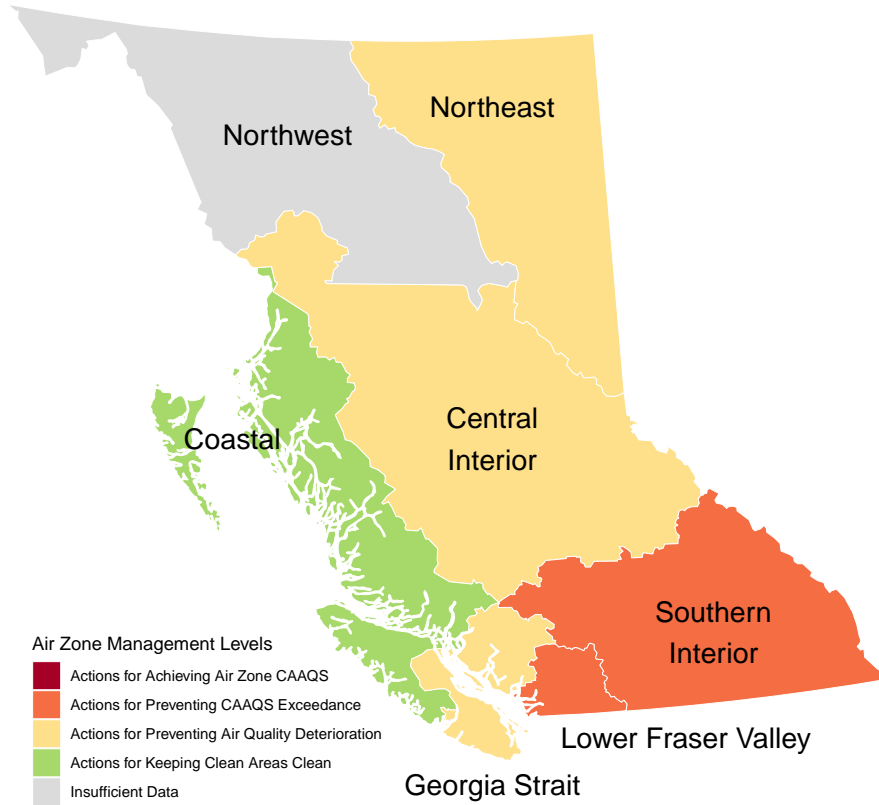 Northeast
Northwest
Central
Interior
Coastal
Southern
Interior
Lower Fraser Valley
Georgia Strait
Air Zone Management Levels
Actions for Achieving Air Zone CAAQS
Actions for Preventing CAAQS Exceedance
Actions for Preventing Air Quality Deterioration
Actions for Keeping Clean Areas Clean
Insufficient Data